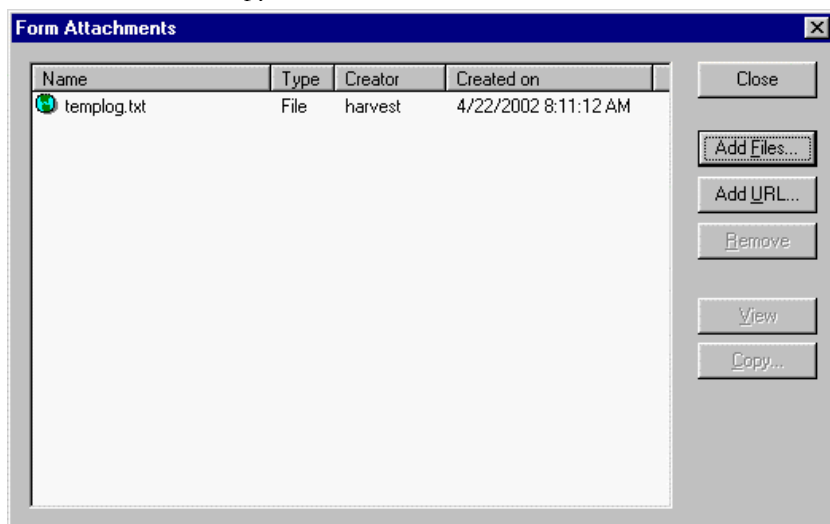 Form Attachments
Name Type Creator Created on
templog.txt File harvest 4/22/2002 8:11:12 AM
Close
Add Files...
Add URL...
Remove
View
Copy...